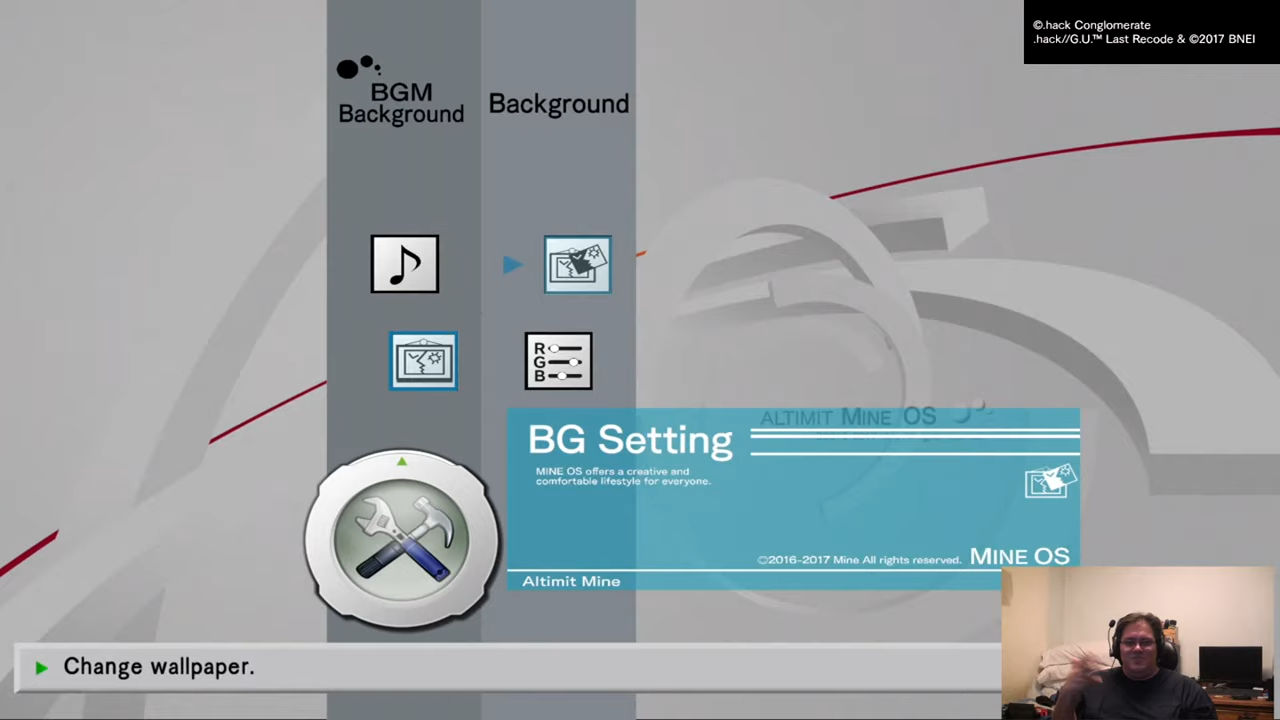 ©.hack Conglomerate
.hack//G.U.™ Last Recode & ©2017 BNEI
BGM
Background
Background
R
G
B
ALTIMIT MINE OS
BG Setting
MINE OS offers a creative and
comfortable lifestyle for everyone.
©2016-2017 Mine All rights reserved. MINE OS
Altimit Mine
Change wallpaper.